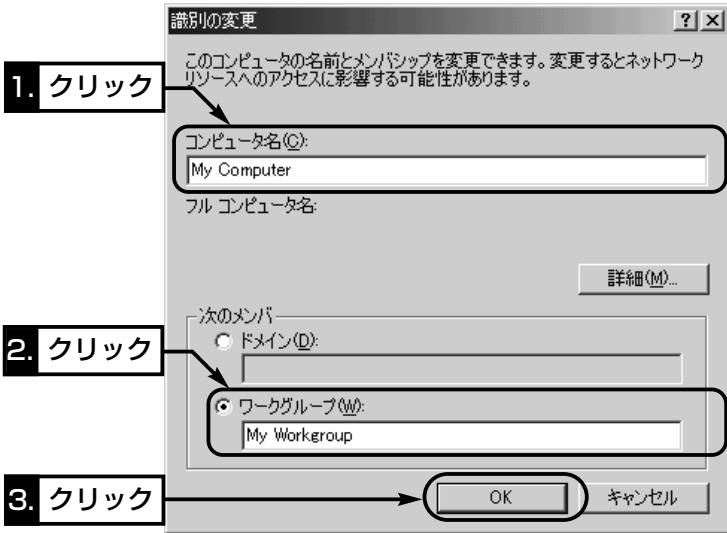 識別の変更
このコンピュータの名前とメンバシップを変更できます。変更するとネットワーク
リソースへのアクセスに影響する可能性があります。
1. クリック
コンピュータ名(C):
My Computer
フル コンピュータ名:
詳細(M)...
次のメンバ
ドメイン(D):
2. クリック
ワークグループ(W):
My Workgroup
3. クリック
OK
キャンセル